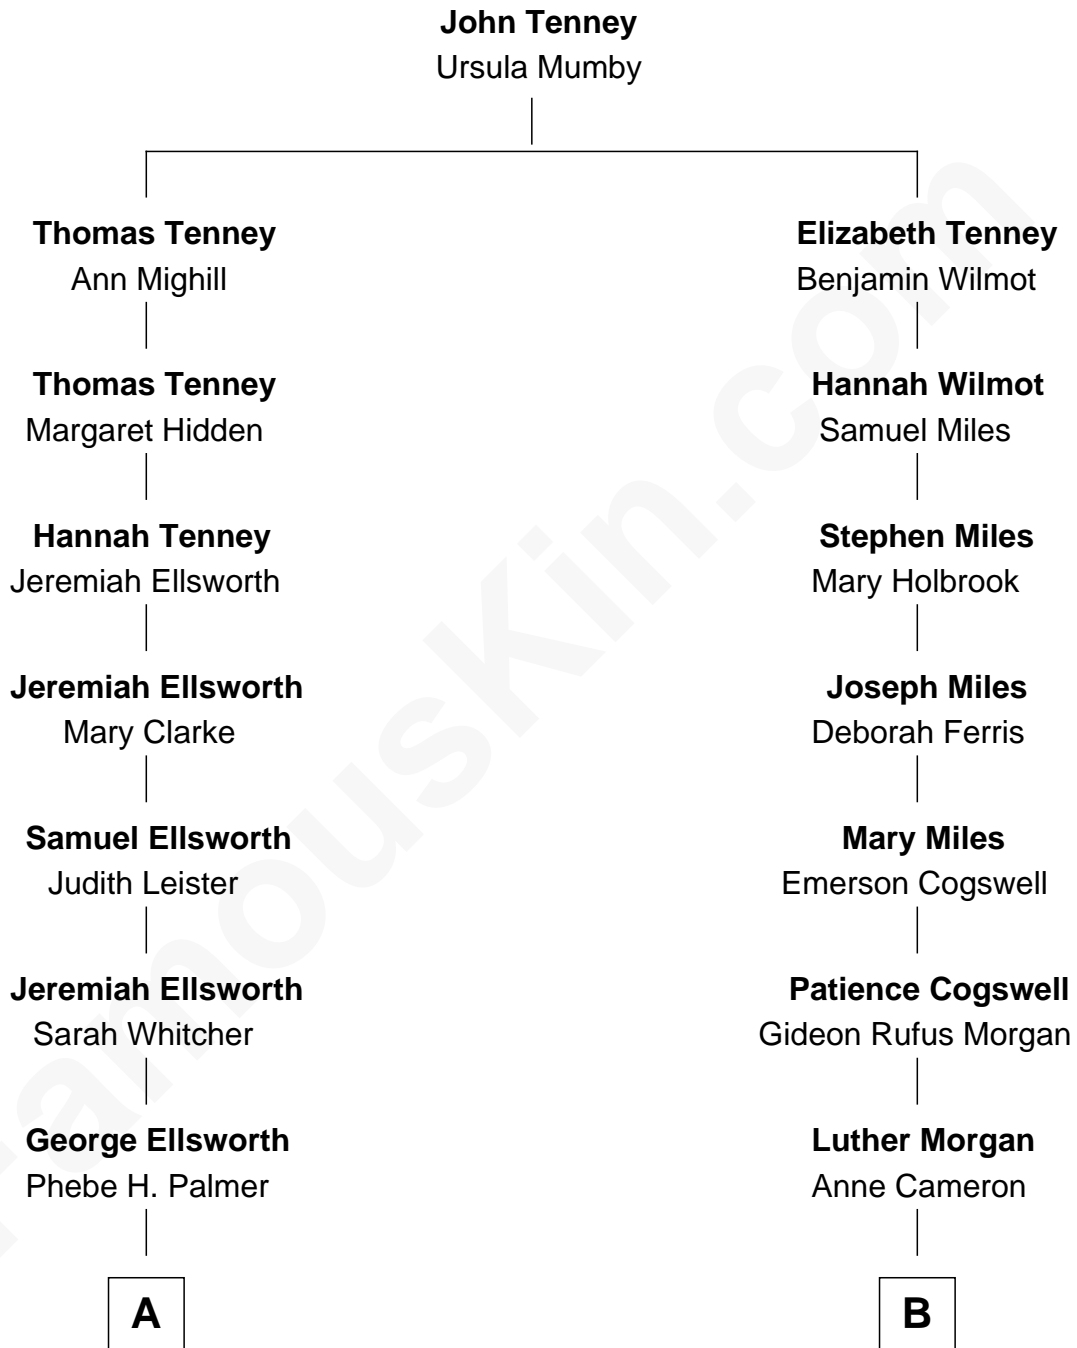 John Tenney
Ursula Mumby
Thomas Tenney
Ann Mighill
Thomas Tenney
Margaret Hidden
Hannah Tenney
Jeremiah Ellsworth
Jeremiah Ellsworth
Mary Clarke
Samuel Ellsworth
Judith Leister
Jeremiah Ellsworth
Sarah Whitcher
George Ellsworth
Phebe H. Palmer
A
Elizabeth Tenney
Benjamin Wilmot
Hannah Wilmot
Samuel Miles
Stephen Miles
Mary Holbrook
Joseph Miles
Deborah Ferris
Mary Miles
Emerson Cogswell
Patience Cogswell
Gideon Rufus Morgan
Luther Morgan
Anne Cameron
B
FamousKin.com